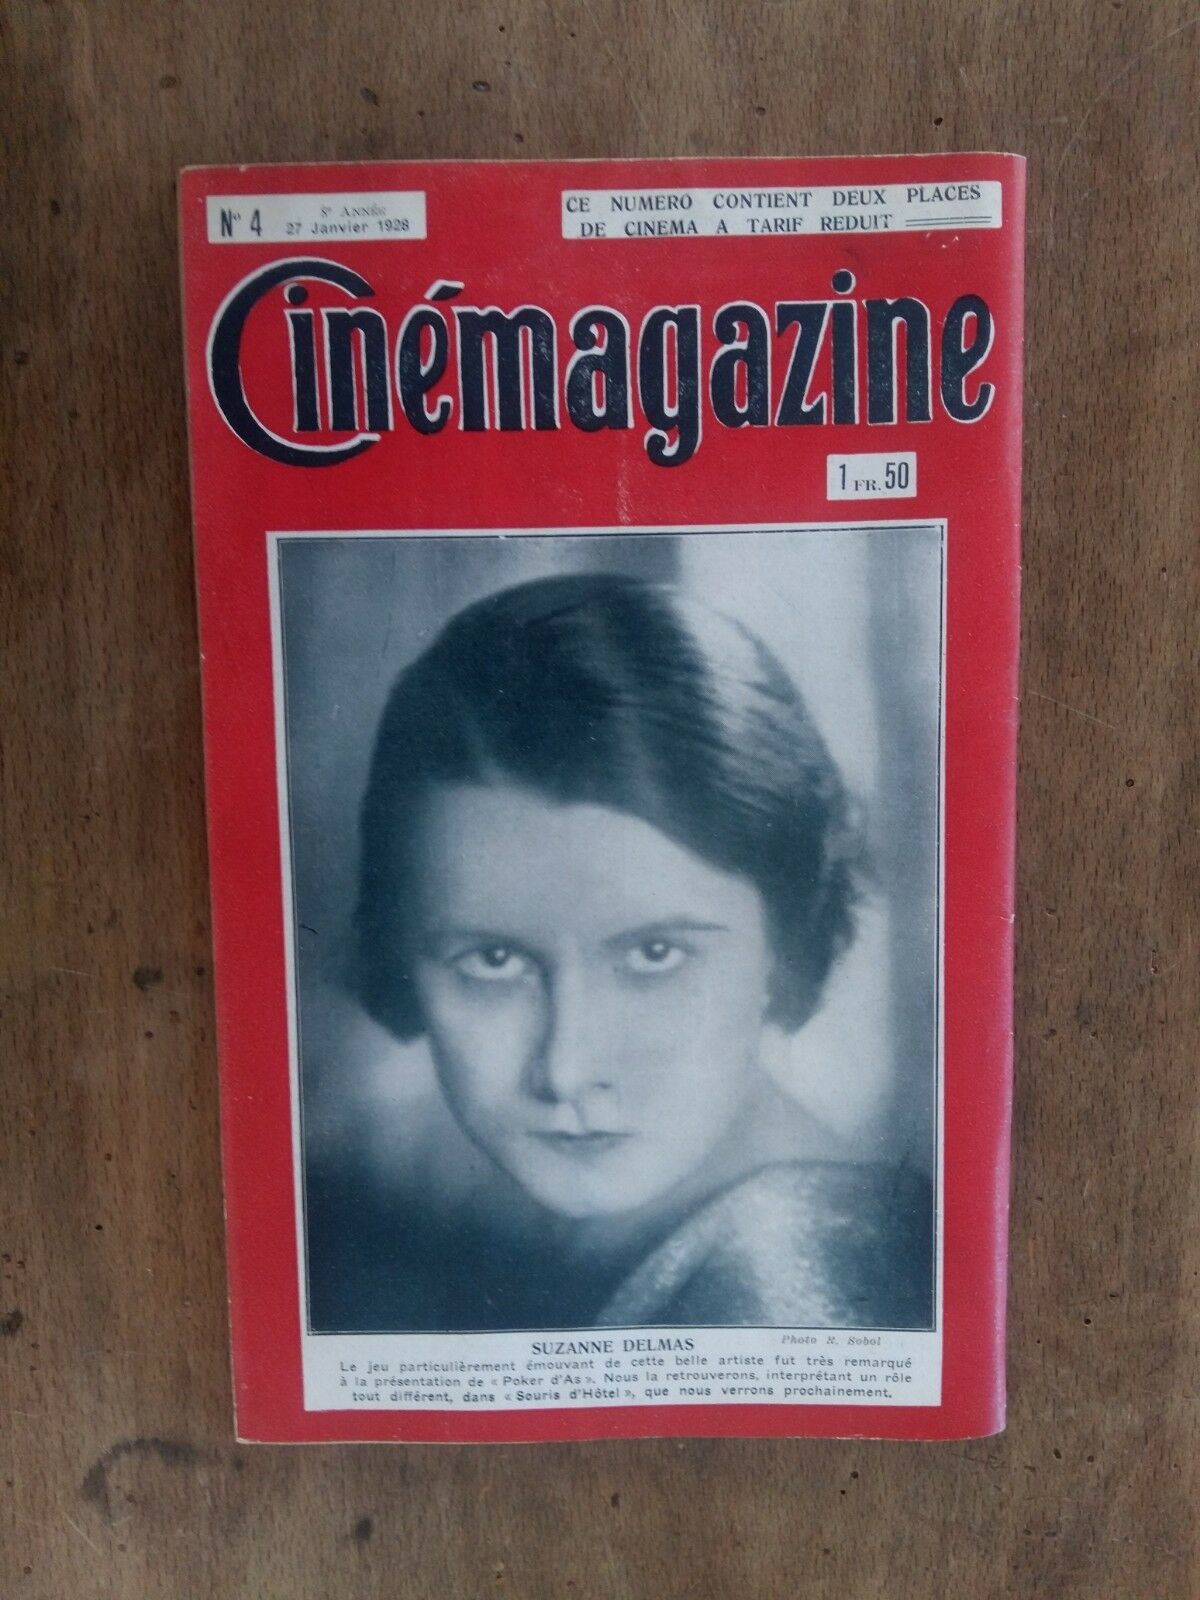 Nº 4
8e ANNÉE
27 Janvier 1928
CE NUMERO CONTIENT DEUX PLACES
DE CINEMA A TARIF REDUIT
Cinémagazine
1 FR. 50
SUZANNE DELMAS
Photo R. Sobol
Le jeu particulièrement émouvant de cette belle artiste fut très remarqué
à la présentation de « Poker d'As ». Nous la retrouverons, interprétant un rôle
tout différent, dans « Souris d'Hôtel », que nous verrons prochainement.